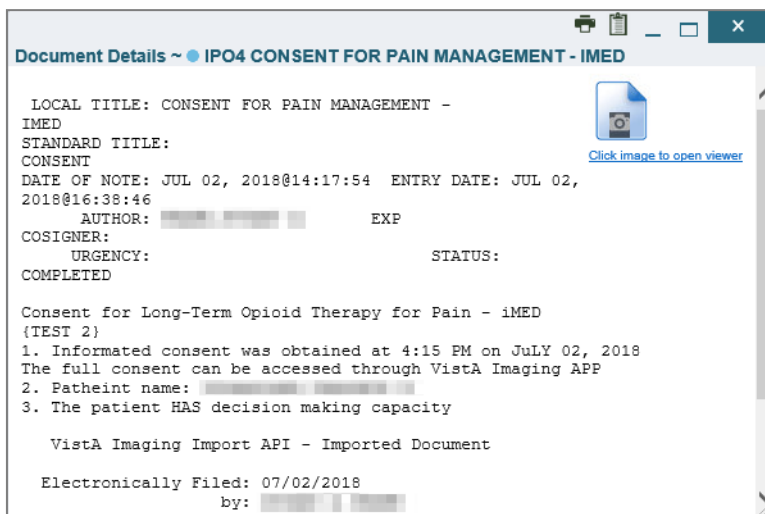 Document Details ~ IPO4 CONSENT FOR PAIN MANAGEMENT - IMED
LOCAL TITLE: CONSENT FOR PAIN MANAGEMENT -
IMED
STANDARD TITLE:
CONSENT
Click image to open viewer
DATE OF NOTE: JUL 02, 2018@14:17:54 ENTRY DATE: JUL 02,
2018@16:38:46
AUTHOR: EXP
COSIGNER:
URGENCY: STATUS:
COMPLETED
Consent for Long-Term Opioid Therapy for Pain - iMED
{TEST 2}
1. Informated consent was obtained at 4:15 PM on JuLY 02, 2018
The full consent can be accessed through VistA Imaging APP
2. Patheint name:
3. The patient HAS decision making capacity
VistA Imaging Import API - Imported Document
Electronically Filed: 07/02/2018
by: